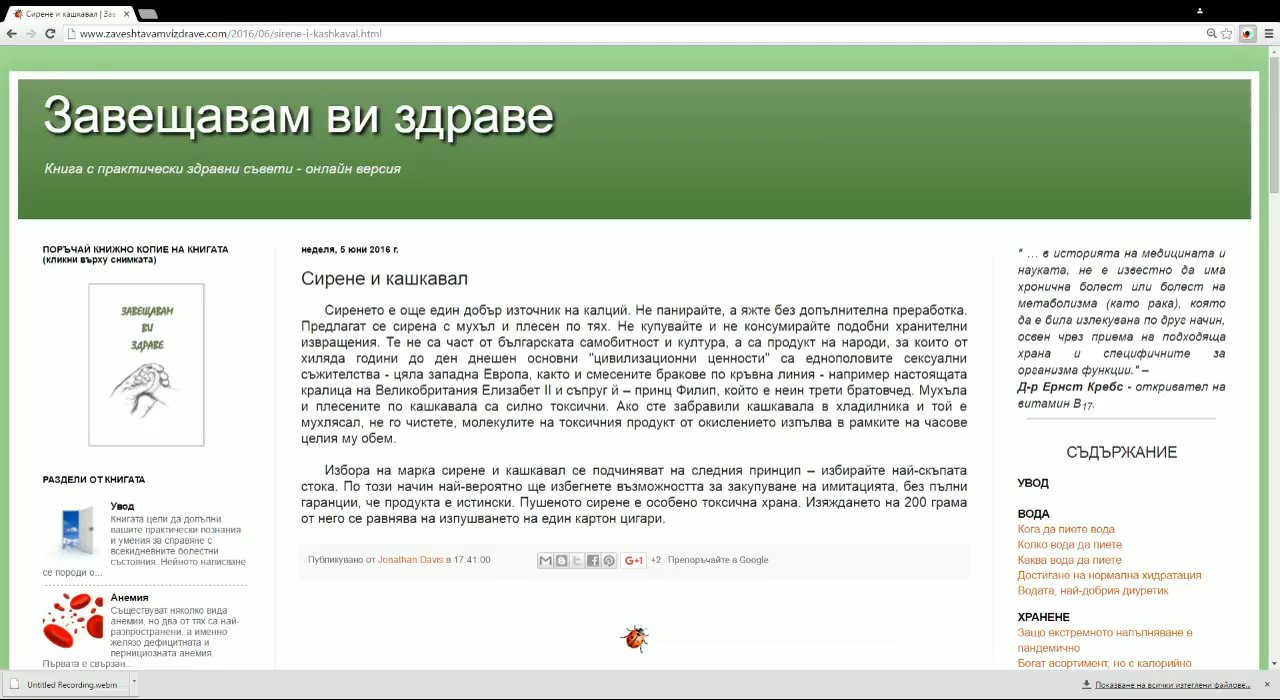 Сирене и кашкавал | Зав
www.zaveshtavamvizdrave.com/2016/06/sirene-i-kashkaval.html
Завещавам ви здраве
Книга с практически здравни съвети - онлайн версия
ПОРЪЧАЙ КНИЖНО КОПИЕ НА КНИГАТА
(кликни върху снимката)
ЗАВЕЩАВАМ
ВИ
ЗДРАВЕ
РАЗДЕЛИ ОТ КНИГАТА
Увод
Книгата цели да допълни
вашите практически познания
и умения за справяне с
всекидневните болестни
състояния. Нейното написване
се породи о...
Анемия
Съществуват няколко вида
анемии, но два от тях са най-
разпространени, а именно
желязо дефицитната и
пернициозната анемия
Първата е свързан...
неделя, 5 юни 2016 г.
Сирене и кашкавал
Сиренето е още един добър източник на калций. Не панирайте, а яжте без допълнителна преработка.
Предлагат се сирена с мухъл и плесен по тях. Не купувайте и не консумирайте подобни хранителни
извращения. Те не са част от българската самобитност и култура, а са продукт на народи, за които от
хиляда години до ден днешен основни "цивилизационни ценности" са еднополовите сексуални
съжителства - цяла западна Европа, както и смесените бракове по кръвна линия - например настоящата
кралица на Великобритания Елизабет II и съпруг ѝ – принц Филип, който е неин трети братовчед. Мухъла
и плесените по кашкавала са силно токсични. Ако сте забравили кашкавала в хладилника и той е
мухлясал, не го чистете, молекулите на токсичния продукт от окислението изпълва в рамките на часове
целия му обем.
Избора на марка сирене и кашкавал се подчиняват на следния принцип – избирайте най-скъпата
стока. По този начин най-вероятно ще избегнете възможността за закупуване на имитацията, без пълни
гаранции, че продукта е истински. Пушеното сирене е особено токсична храна. Изяждането на 200 грама
от него се равнява на изпушването на един картон цигари.
Публикувано от Jonathan Davis в 17:41:00
G+1 +2 Препоръчайте в Google
" ... в историята на медицината и
науката, не е известно да има
хронична болест или болест на
метаболизма (като рака), която
да е била излекувана по друг начин,
освен чрез приема на подходяща
храна и специфичните за
организма функции." –
Д-р Ернст Кребс - откривател на
витамин B17.
СЪДЪРЖАНИЕ
УВОД
ВОДА
Кога да пиете вода
Колко вода да пиете
Каква вода да пиете
Достигане на нормална хидратация
Водата, най-добрия диуретик
ХРАНЕНЕ
Защо екстремното напълняване е
пандемично
Богат асортимент, но с калорийно
Untitled Recording.webm
Показване на всички изтеглени файлове...